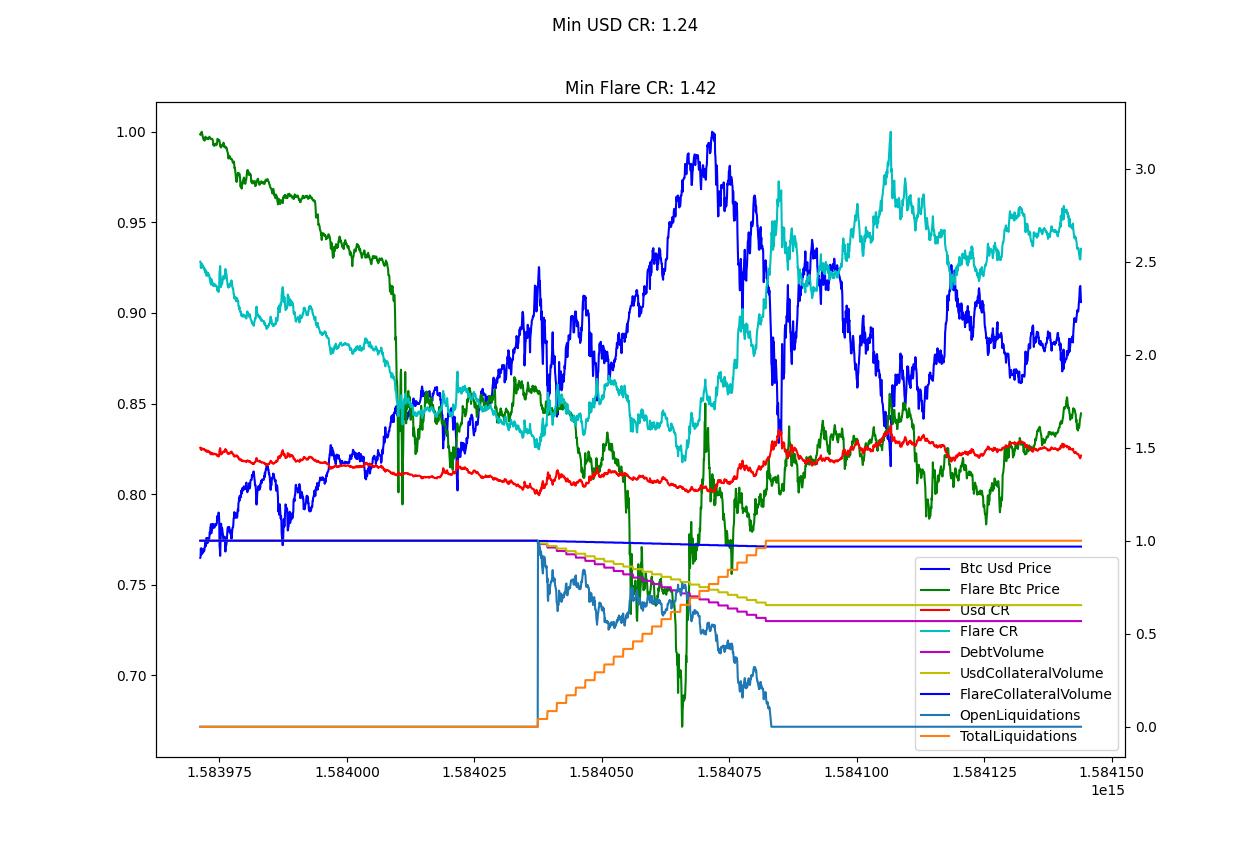 Min USD CR: 1.24
Min Flare CR: 1.42
1.00
0.95
0.90
0.85
0.80
0.75
0.70
3.0
2.5
2.0
1.5
1.0
0.5
0.0
Btc Usd Price
Flare Btc Price
Usd CR
Flare CR
DebtVolume
UsdCollateralVolume
FlareCollateralVolume
OpenLiquidations
TotalLiquidations
1.583975 1.584000 1.584025 1.584050 1.584075 1.584100 1.584125 1.584150
1e15